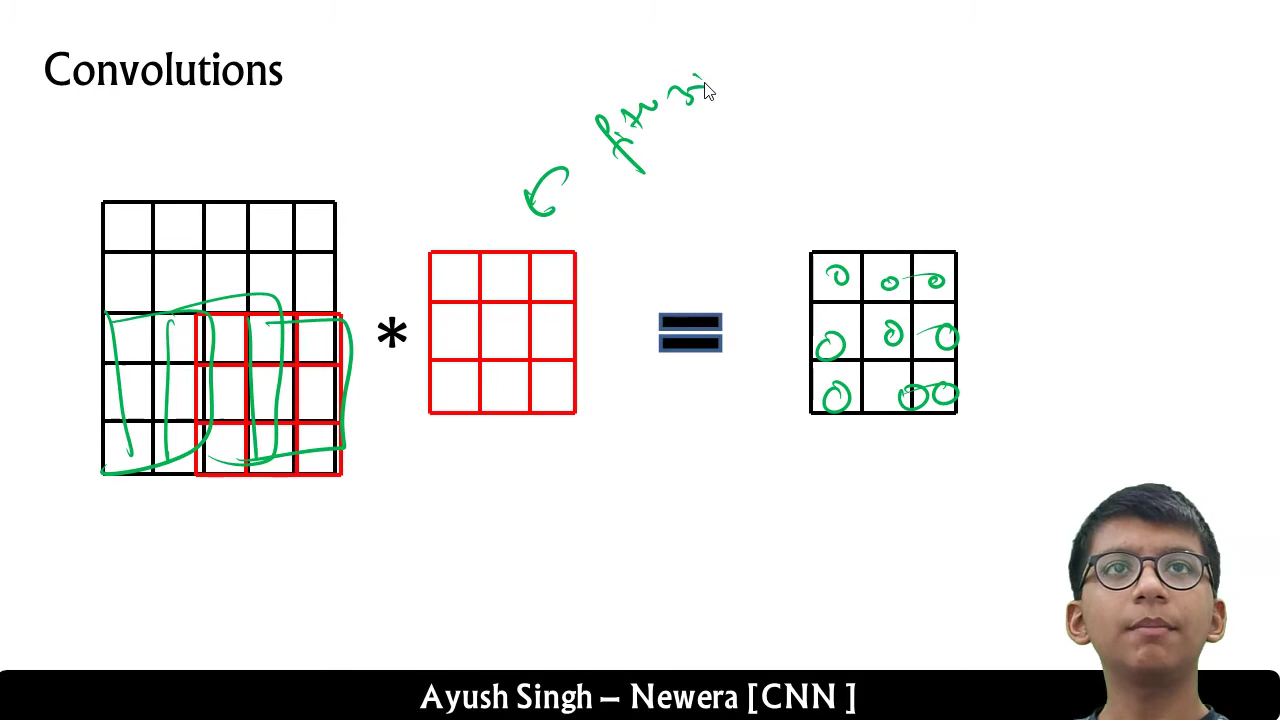 Convolutions
*
=
Ayush Singh – Newera [CNN ]